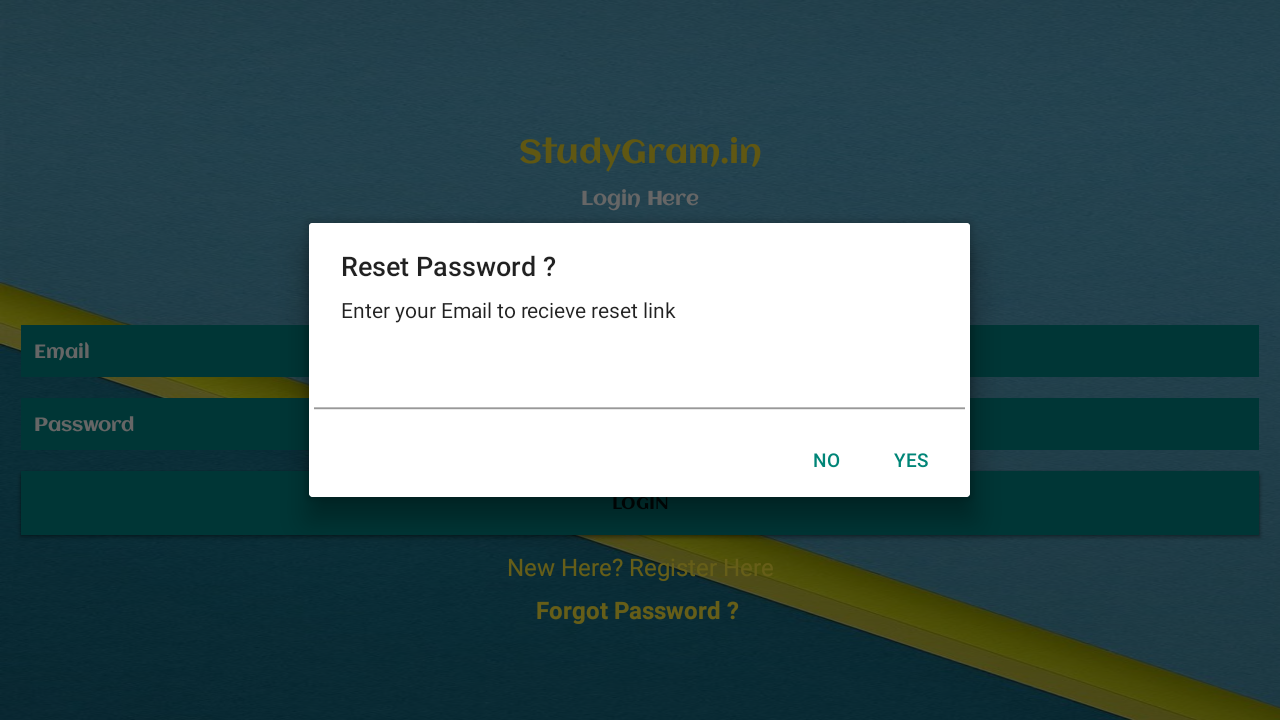 StudyGram.in
Login Here
Reset Password ?
Enter your Email to recieve reset link
Email
Password
NO YES
LOGIN
New Here? Register Here
Forgot Password ?